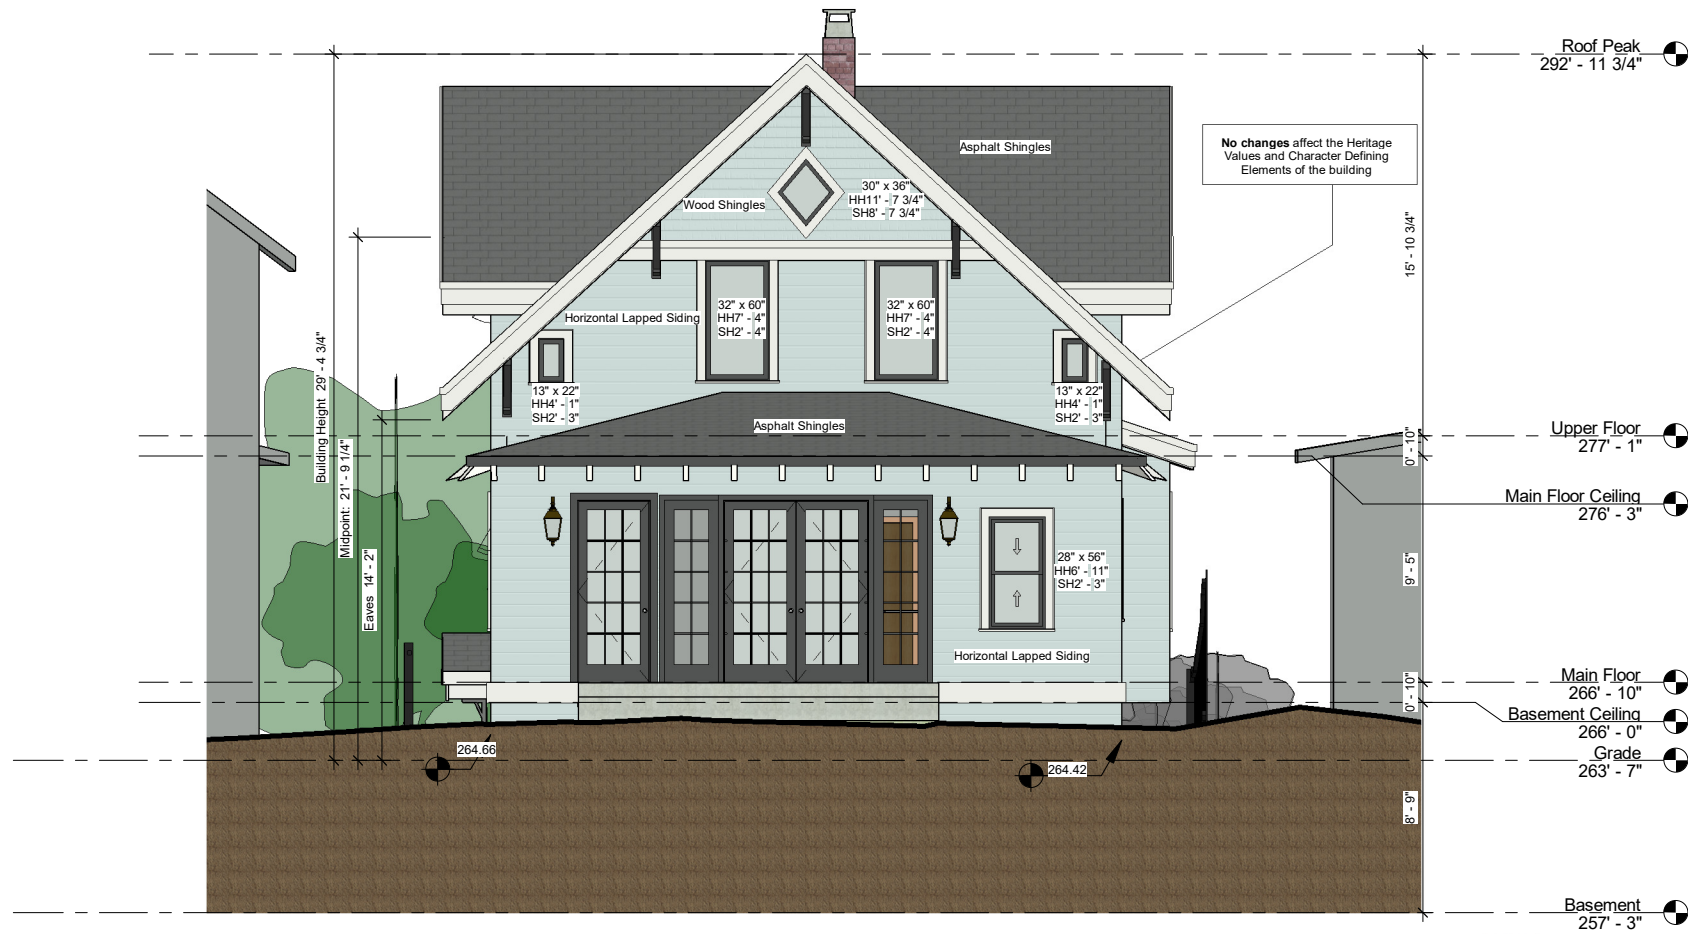 Roof Peak
292' - 11 3/4"
No changes affect the Heritage
Values and Character Defining
Elements of the building
Asphalt Shingles
30" x 36"
HH11' - 7 3/4"
SH8' - 7 3/4"
Wood Shingles
15' - 10 3/4"
32" x 60"
HH7' - 4"
SH2' - 4"
32" x 60"
HH7' - 4"
SH2' - 4"
Horizontal Lapped Siding
Building Height 29' - 4 3/4"
13" x 22"
HH4' - 1"
SH2' - 3"
13" x 22"
HH4' - 1"
SH2' - 3"
Asphalt Shingles
Upper Floor
277' - 1"
0' - 10"
Midpoint: 21' - 9 1/4"
Main Floor Ceiling
276' - 3"
Eaves 14' - 2"
28" x 56"
HH6' - 11"
SH2' - 3"
9' - 5"
Horizontal Lapped Siding
Main Floor
266' - 10"
0' - 10"
Basement Ceiling
266' - 0"
264.66
264.42
Grade
263' - 7"
8' - 9"
Basement
257' - 3"